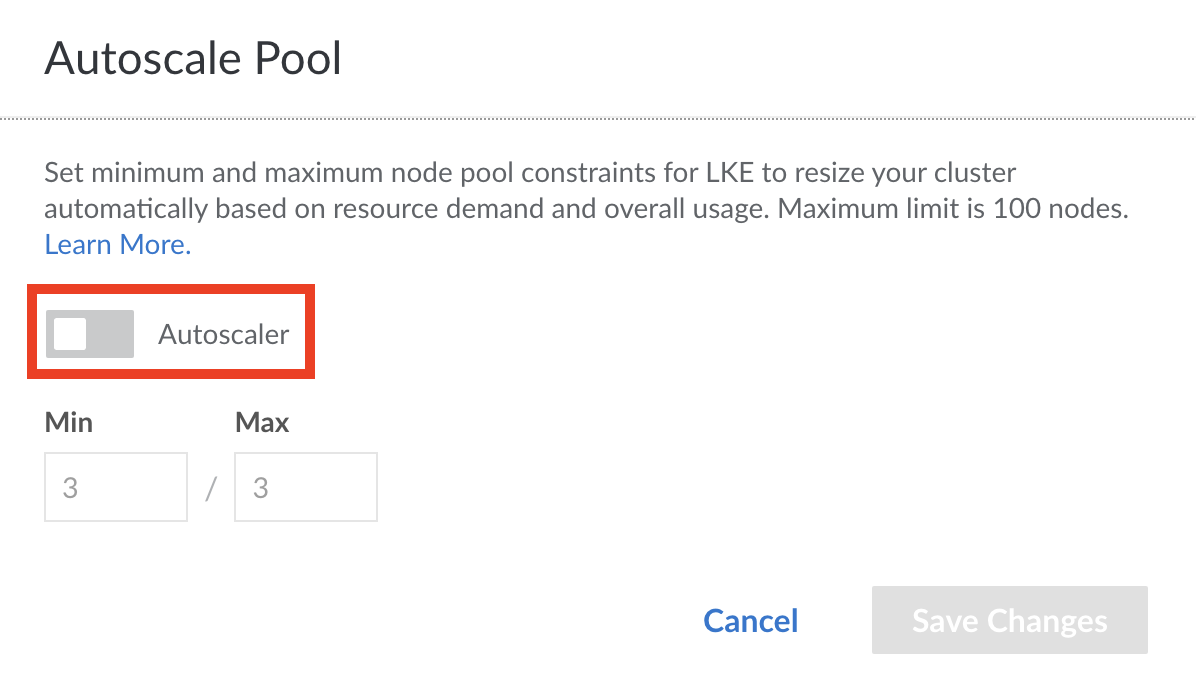 Autoscale Pool
Set minimum and maximum node pool constraints for LKE to resize your cluster
automatically based on resource demand and overall usage. Maximum limit is 100 nodes.
Learn More.
Autoscaler
Min Max
3 / 3
Cancel Save Changes